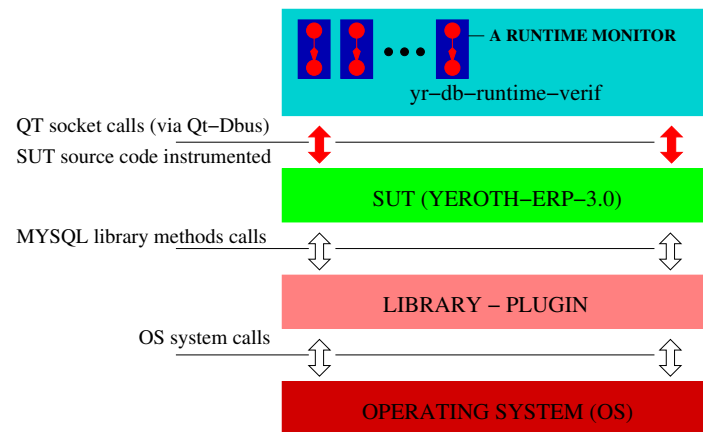 A RUNTIME MONITOR
yr−db−runtime−verif
QT socket calls (via Qt−Dbus)
SUT source code instrumented
SUT (YEROTH−ERP−3.0)
MYSQL library methods calls
LIBRARY − PLUGIN
OS system calls
OPERATING SYSTEM (OS)